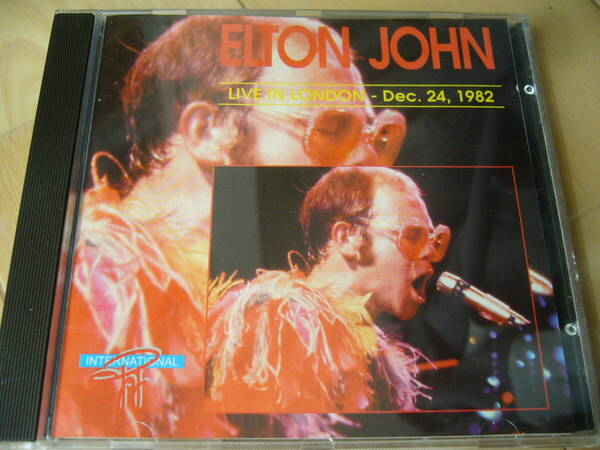 ELTON JOHN
LIVE IN LONDON - Dec. 24, 1982
INTERNATIONAL